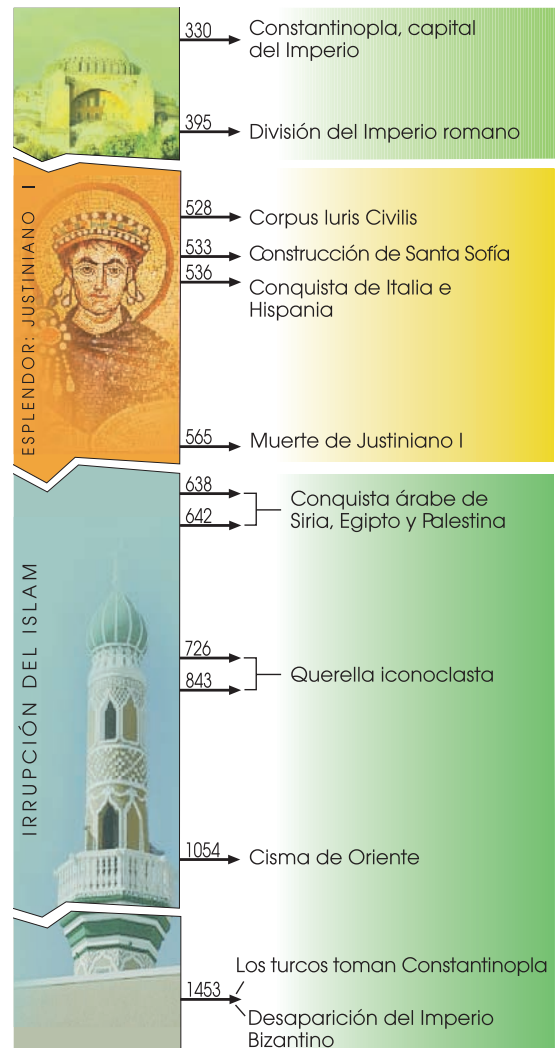 330
Constantinopla, capital
del Imperio
395
División del Imperio romano
ESPLENDOR: JUSTINIANO I
528
Corpus Iuris Civilis
533
Construcción de Santa Sofía
536
Conquista de Italia e
Hispania
565
Muerte de Justiniano I
IRRUPCIÓN DEL ISLAM
638
642
Conquista árabe de
Siria, Egipto y Palestina
726
843
Querella iconoclasta
1054
Cisma de Oriente
1453
Los turcos toman Constantinopla
Desaparición del Imperio
Bizantino